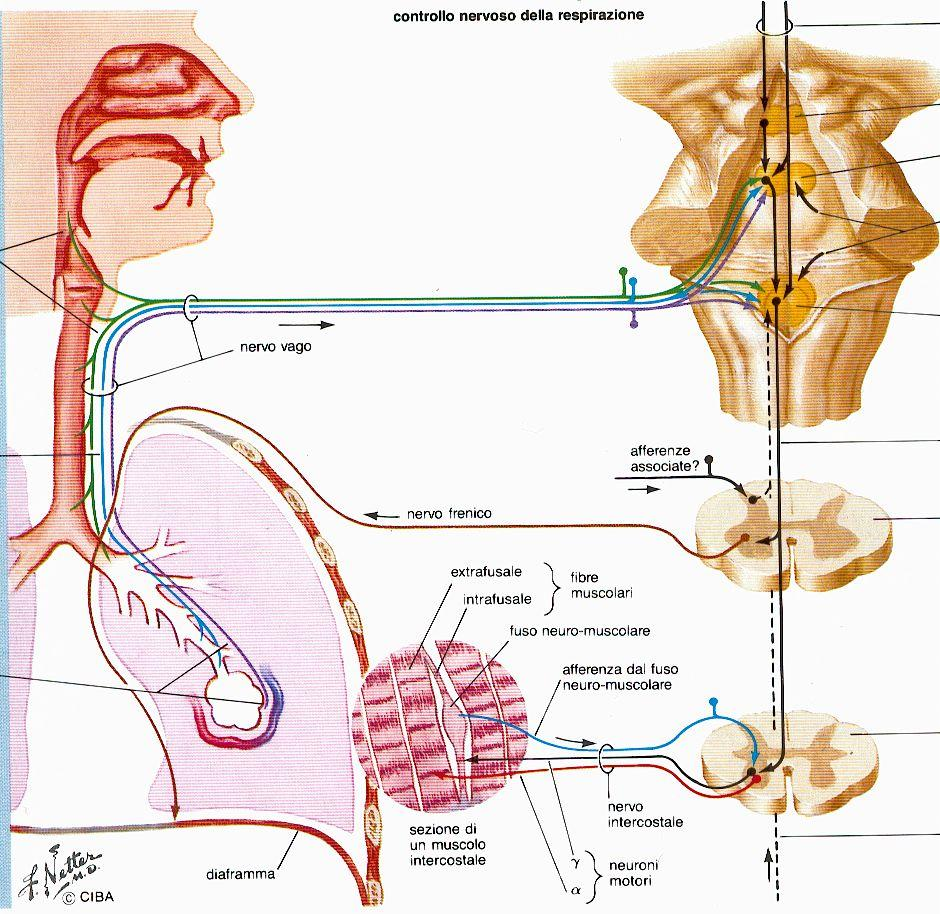 controllo nervoso della respirazione
nervo vago
afferenze
associate?
nervo frenico
extrafusale
intrafusale
fibre
muscolari
fuso neuro-muscolare
afferenza dal fuso
neuro-muscolare
nervo
intercostale
sezione di
un muscolo
intercostale
γ
α
neuroni
motori
diaframma
F. Netter
M.D.
© CIBA